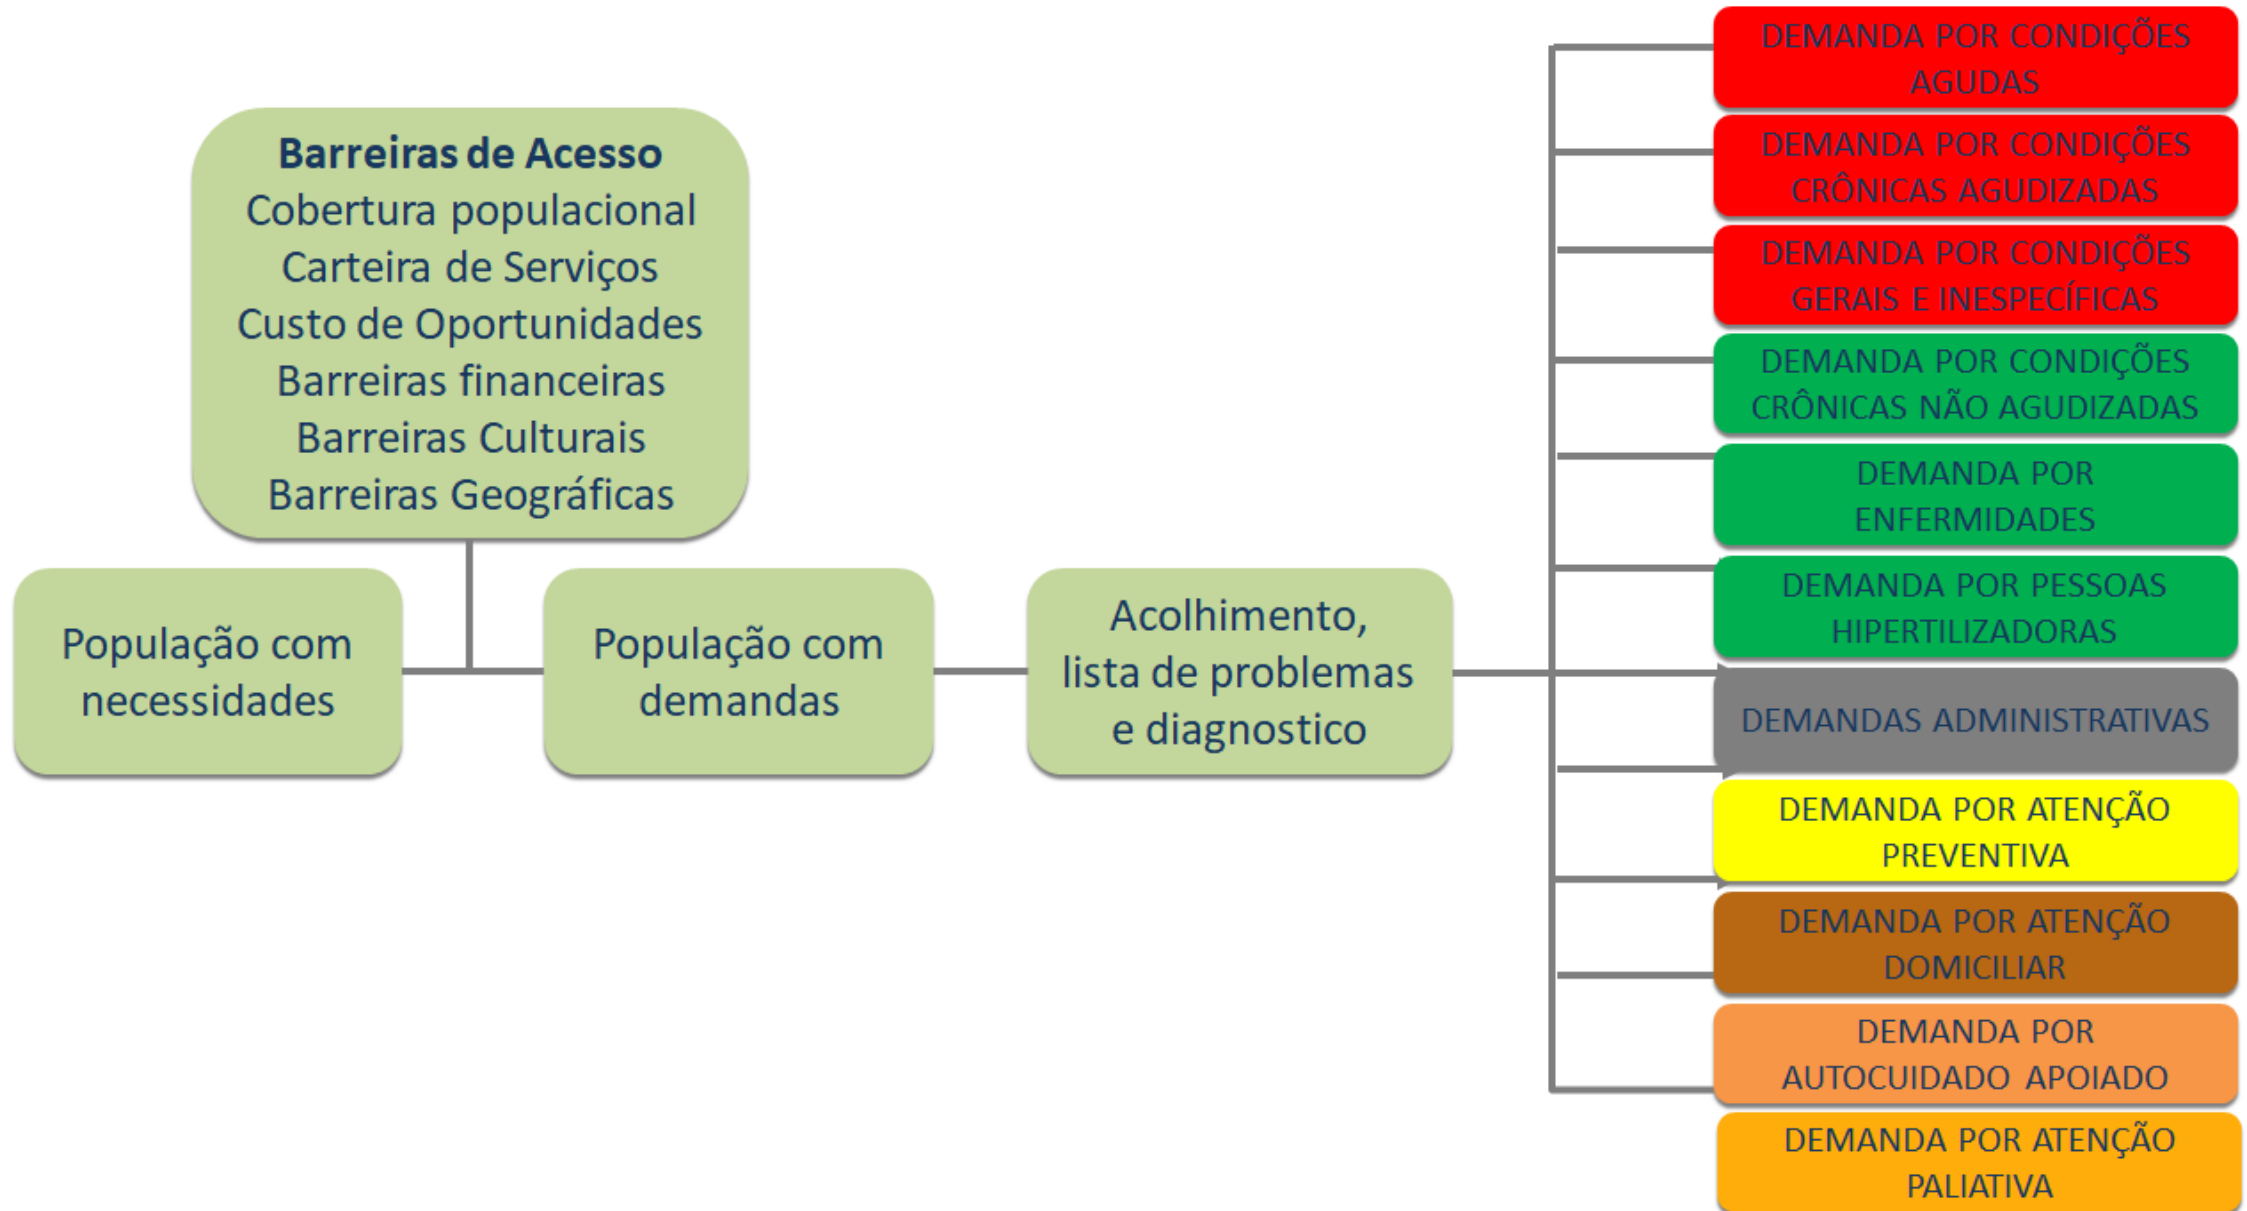 Barreiras de Acesso
Cobertura populacional
Carteira de Serviços
Custo de Oportunidades
Barreiras financeiras
Barreiras Culturais
Barreiras Geográficas
População com
necessidades
População com
demandas
Acolhimento,
lista de problemas
e diagnostico
DEMANDA POR CONDIÇÕES
AGUDAS
DEMANDA POR CONDIÇÕES
CRÔNICAS AGUDIZADAS
DEMANDA POR CONDIÇÕES
GERAIS E INESPECÍFICAS
DEMANDA POR CONDIÇÕES
CRÔNICAS NÃO AGUDIZADAS
DEMANDA POR
ENFERMIDADES
DEMANDA POR PESSOAS
HIPERTILIZADORAS
DEMANDAS ADMINISTRATIVAS
DEMANDA POR ATENÇÃO
PREVENTIVA
DEMANDA POR ATENÇÃO
DOMICILIAR
DEMANDA POR
AUTOCUIDADO APOIADO
DEMANDA POR ATENÇÃO
PALIATIVA